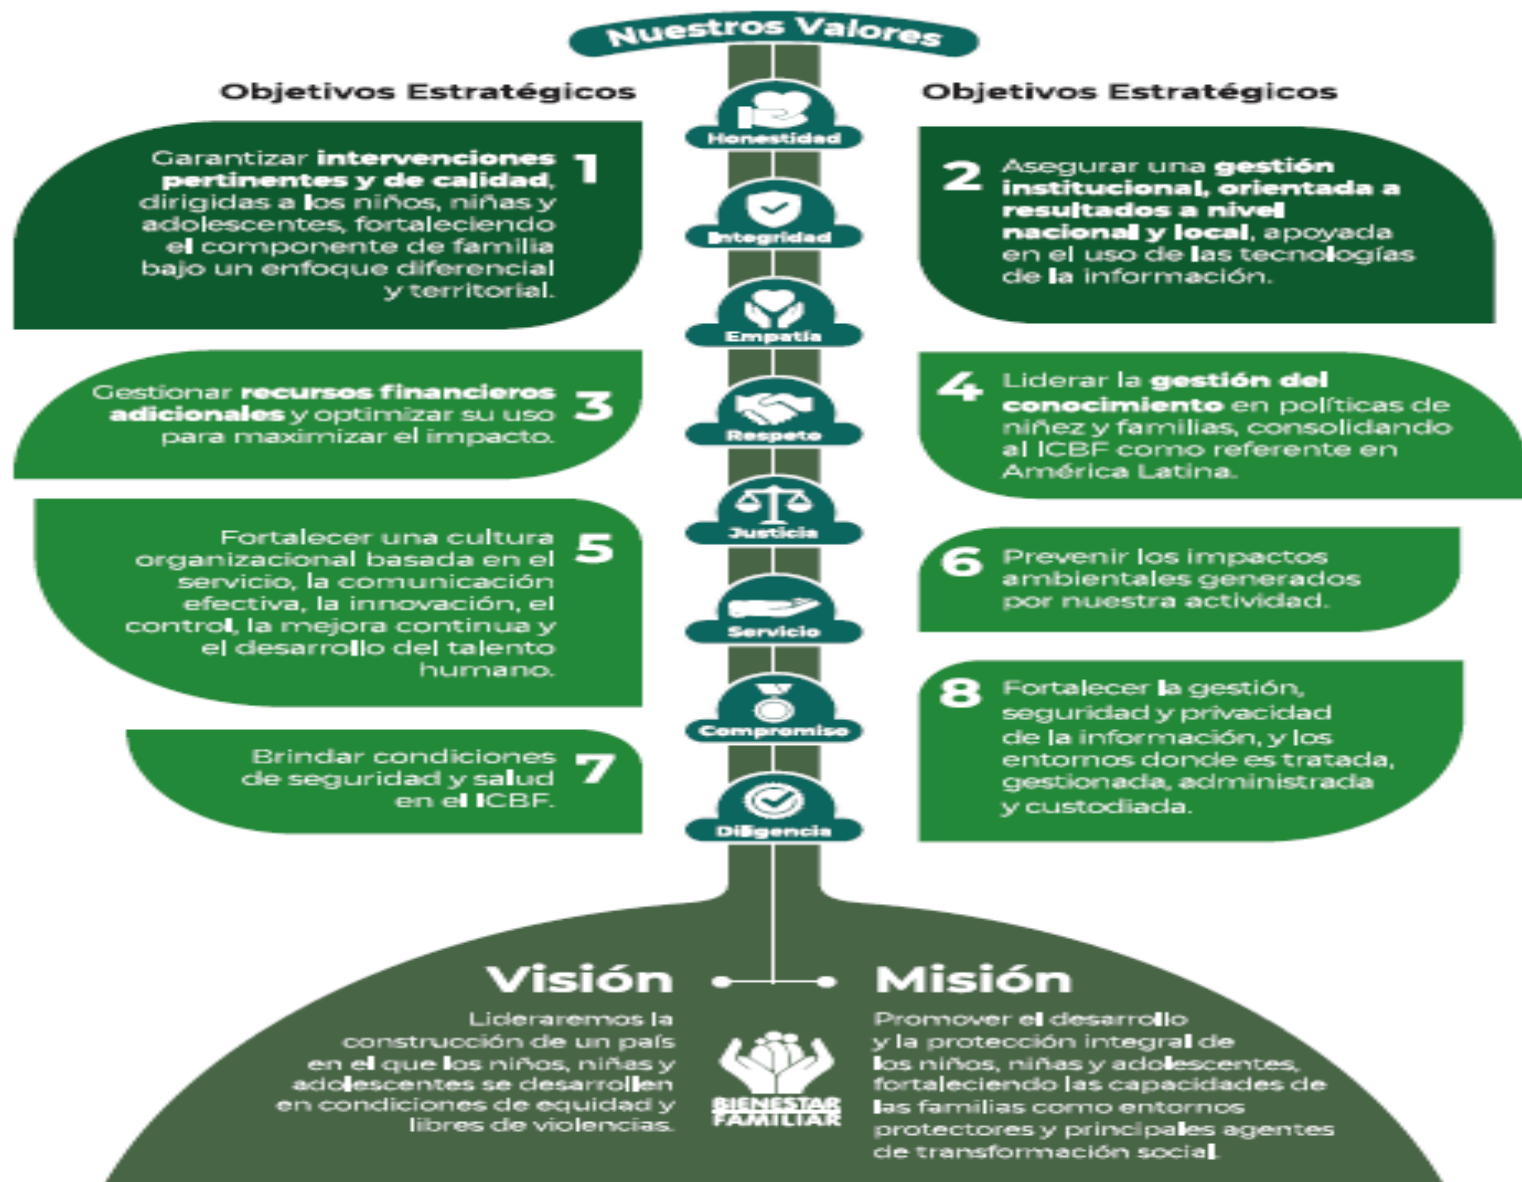 Nuestros Valores
Objetivos Estratégicos
1
Garantizar intervenciones
pertinentes y de calidad,
dirigidas a los niños, niñas y
adolescentes, fortaleciendo
el componente de familia
bajo un enfoque diferencial
y territorial.
3
Gestionar recursos financieros
adicionales y optimizar su uso
para maximizar el impacto.
5
Fortalecer una cultura
organizacional basada en el
servicio, la comunicación
efectiva, la innovación, el
control, la mejora continua y
el desarrollo del talento
humano.
7
Brindar condiciones
de seguridad y salud
en el ICBF.
Honestidad
Integridad
Empatía
Respeto
Justicia
Servicio
Compromiso
Diligencia
Objetivos Estratégicos
2
Asegurar una gestión
institucional, orientada a
resultados a nivel
nacional y local, apoyada
en el uso de las tecnologías
de la información.
4
Liderar la gestión del
conocimiento en políticas de
niñez y familias, consolidando
al ICBF como referente en
América Latina.
6
Prevenir los impactos
ambientales generados
por nuestra actividad.
8
Fortalecer la gestión,
seguridad y privacidad
de la información, y los
entornos donde es tratada,
gestionada, administrada
y custodiada.
Visión
Lideraremos la
construcción de un país
en el que los niños, niñas y
adolescentes se desarrollen
en condiciones de equidad y
libres de violencias.
BIENESTAR
FAMILIAR
Misión
Promover el desarrollo
y la protección integral de
los niños, niñas y adolescentes,
fortaleciendo las capacidades de
las familias como entornos
protectores y principales agentes
de transformación social.